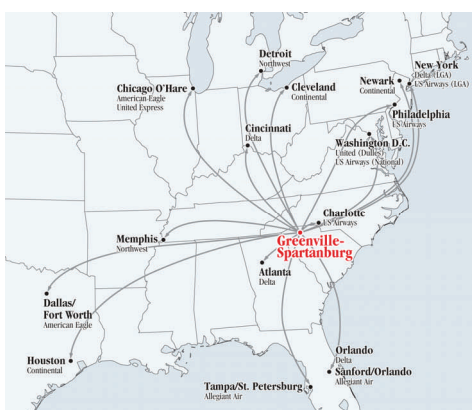 Detroit
Northwest
New York
Delta (LGA)
US Airways (LGA)
Chicago O'Hare
American Eagle
United Express
Cleveland
Continental
Newark
Continental
Philadelphia
US Airways
Cincinnati
Delta
Washington D.C.
United (Dulles)
US Airways (National)
Charlotte
US Airways
Memphis
Northwest
Greenville-
Spartanburg
Atlanta
Delta
Dallas/
Fort Worth
American Eagle
Houston
Continental
Orlando
Delta
Sanford/Orlando
Allegiant Air
Tampa/St. Petersburg
Allegiant Air